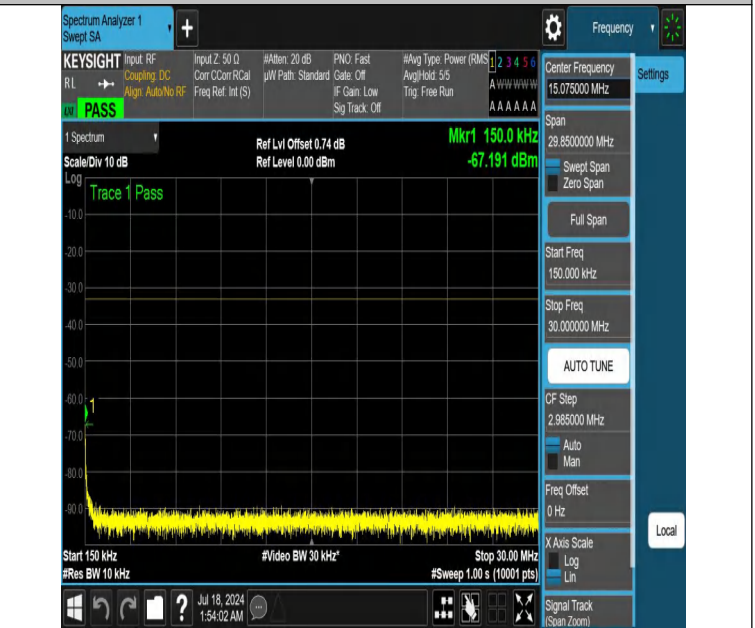 Spectrum Analyzer 1
Swept SA
+
Frequency
KEYSIGHT
RL
PASS
Input: RF
Coupling: DC
Align: Auto/No RF
Input Z: 50 Ω
Corr CCorr RCal
Freq Ref: Int (S)
#Atten: 20 dB
µW Path: Standard
PNO: Fast
Gate: Off
IF Gain: Low
Sig Track: Off
#Avg Type: Power (RMS
Avg|Hold: 5/5
Trig: Free Run
1 2 3 4 5 6
A W W W W W
A A A A A A
1 Spectrum
Scale/Div 10 dB
Ref Lvl Offset 0.74 dB
Ref Level 0.00 dBm
Mkr1 150.0 kHz
-67.191 dBm
Log
Trace 1 Pass
-10.0
-20.0
-30.0
-40.0
-50.0
-60.0
-70.0
-80.0
-90.0
1
Start 150 kHz
#Res BW 10 kHz
#Video BW 30 kHz*
Stop 30.00 MHz
#Sweep 1.00 s (10001 pts)
Jul 18, 2024
1:54:02 AM
?
Center Frequency
15.075000 MHz
Settings
Span
29.8500000 MHz
Swept Span
Zero Span
Full Span
Start Freq
150.000 kHz
Stop Freq
30.000000 MHz
AUTO TUNE
CF Step
2.985000 MHz
Auto
Man
Freq Offset
0 Hz
Local
X Axis Scale
Log
Lin
Signal Track
(Span Zoom)